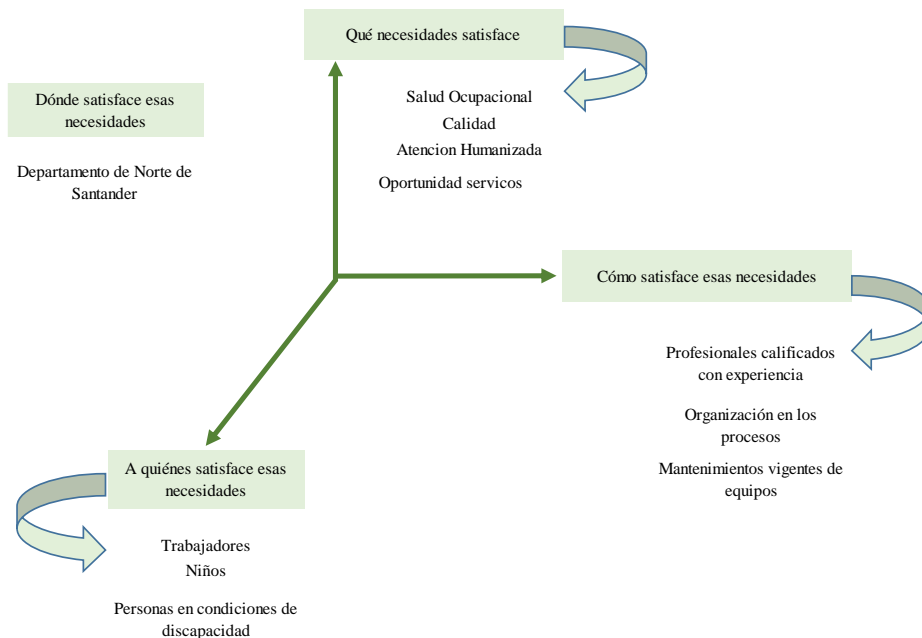 Qué necesidades satisface
Salud Ocupacional
Calidad
Atencion Humanizada
Oportunidad servicos
Dónde satisface esas
necesidades
Departamento de Norte de
Santander
Cómo satisface esas necesidades
Profesionales calificados
con experiencia
Organización en los
procesos
Mantenimientos vigentes de
equipos
A quiénes satisface esas
necesidades
Trabajadores
Niños
Personas en condiciones de
discapacidad